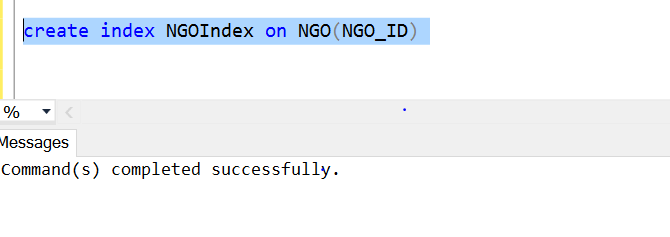 create index NGOIndex on NGO(NGO_ID)
%
Messages
Command(s) completed successfully.